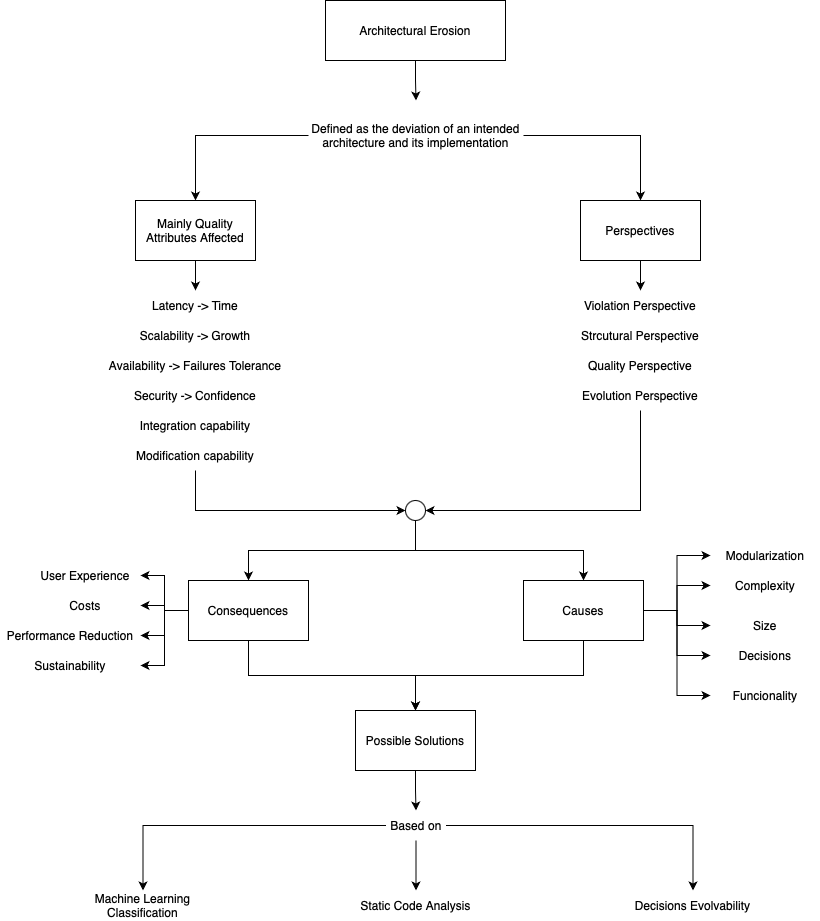 Architectural Erosion
Defined as the deviation of an intended
architecture and its implementation
Mainly Quality
Attributes Affected
Perspectives
Latency -> Time
Scalability -> Growth
Availability -> Failures Tolerance
Security -> Confidence
Integration capability
Modification capability
Violation Perspective
Strcutural Perspective
Quality Perspective
Evolution Perspective
User Experience
Costs
Performance Reduction
Sustainability
Consequences
Causes
Modularization
Complexity
Size
Decisions
Funcionality
Possible Solutions
Based on
Machine Learning
Classification
Static Code Analysis
Decisions Evolvability